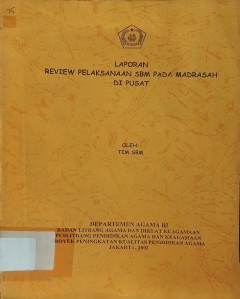 LAPORAN
REVIEW PELAKSANAAN SBM PADA MADRASAH
DI PUSAT
OLEH:
TIM SBM
DEPARTEMEN AGAMA RI
BADAN LITBANG AGAMA DAN DIKLAT KEAGAMAAN
PUSLITBANG PENDIDIKAN AGAMA DAN KEAGAMAAN
PROYEK PENINGKATAN KUALITAS PENDIDIKAN AGAMA
JAKARTA, 2002